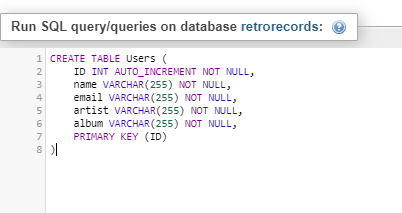 Run SQL query/queries on database retrorecords:
1 CREATE TABLE Users (
2 ID INT AUTO_INCREMENT NOT NULL,
3 name VARCHAR(255) NOT NULL,
4 email VARCHAR(255) NOT NULL,
5 artist VARCHAR(255) NOT NULL,
6 album VARCHAR(255) NOT NULL,
7 PRIMARY KEY (ID)
8 )